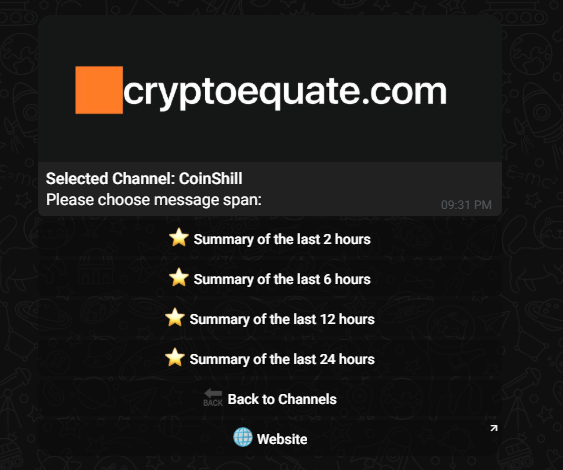 cryptoequate.com
Selected Channel: CoinShill
Please choose message span:
09:31 PM
Summary of the last 2 hours
Summary of the last 6 hours
Summary of the last 12 hours
Summary of the last 24 hours
BACK Back to Channels
Website